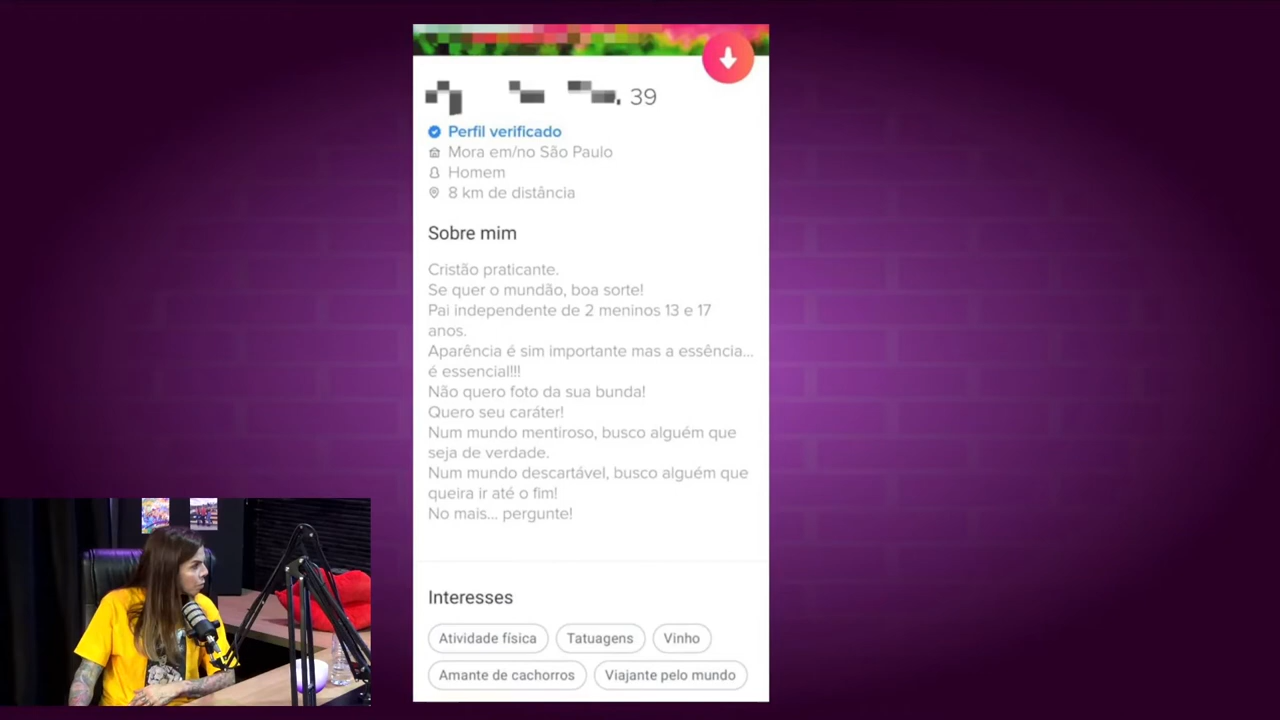 39
Perfil verificado
Mora em/no São Paulo
Homem
8 km de distância
Sobre mim
Cristão praticante.
Se quer o mundão, boa sorte!
Pai independente de 2 meninos 13 e 17
anos.
Aparência é sim importante mas a essência...
é essencial!!!
Não quero foto da sua bunda!
Quero seu caráter!
Num mundo mentiroso, busco alguém que
seja de verdade.
Num mundo descartável, busco alguém que
queira ir até o fim!
No mais... pergunte!
Interesses
Atividade física
Tatuagens
Vinho
Amante de cachorros
Viajante pelo mundo